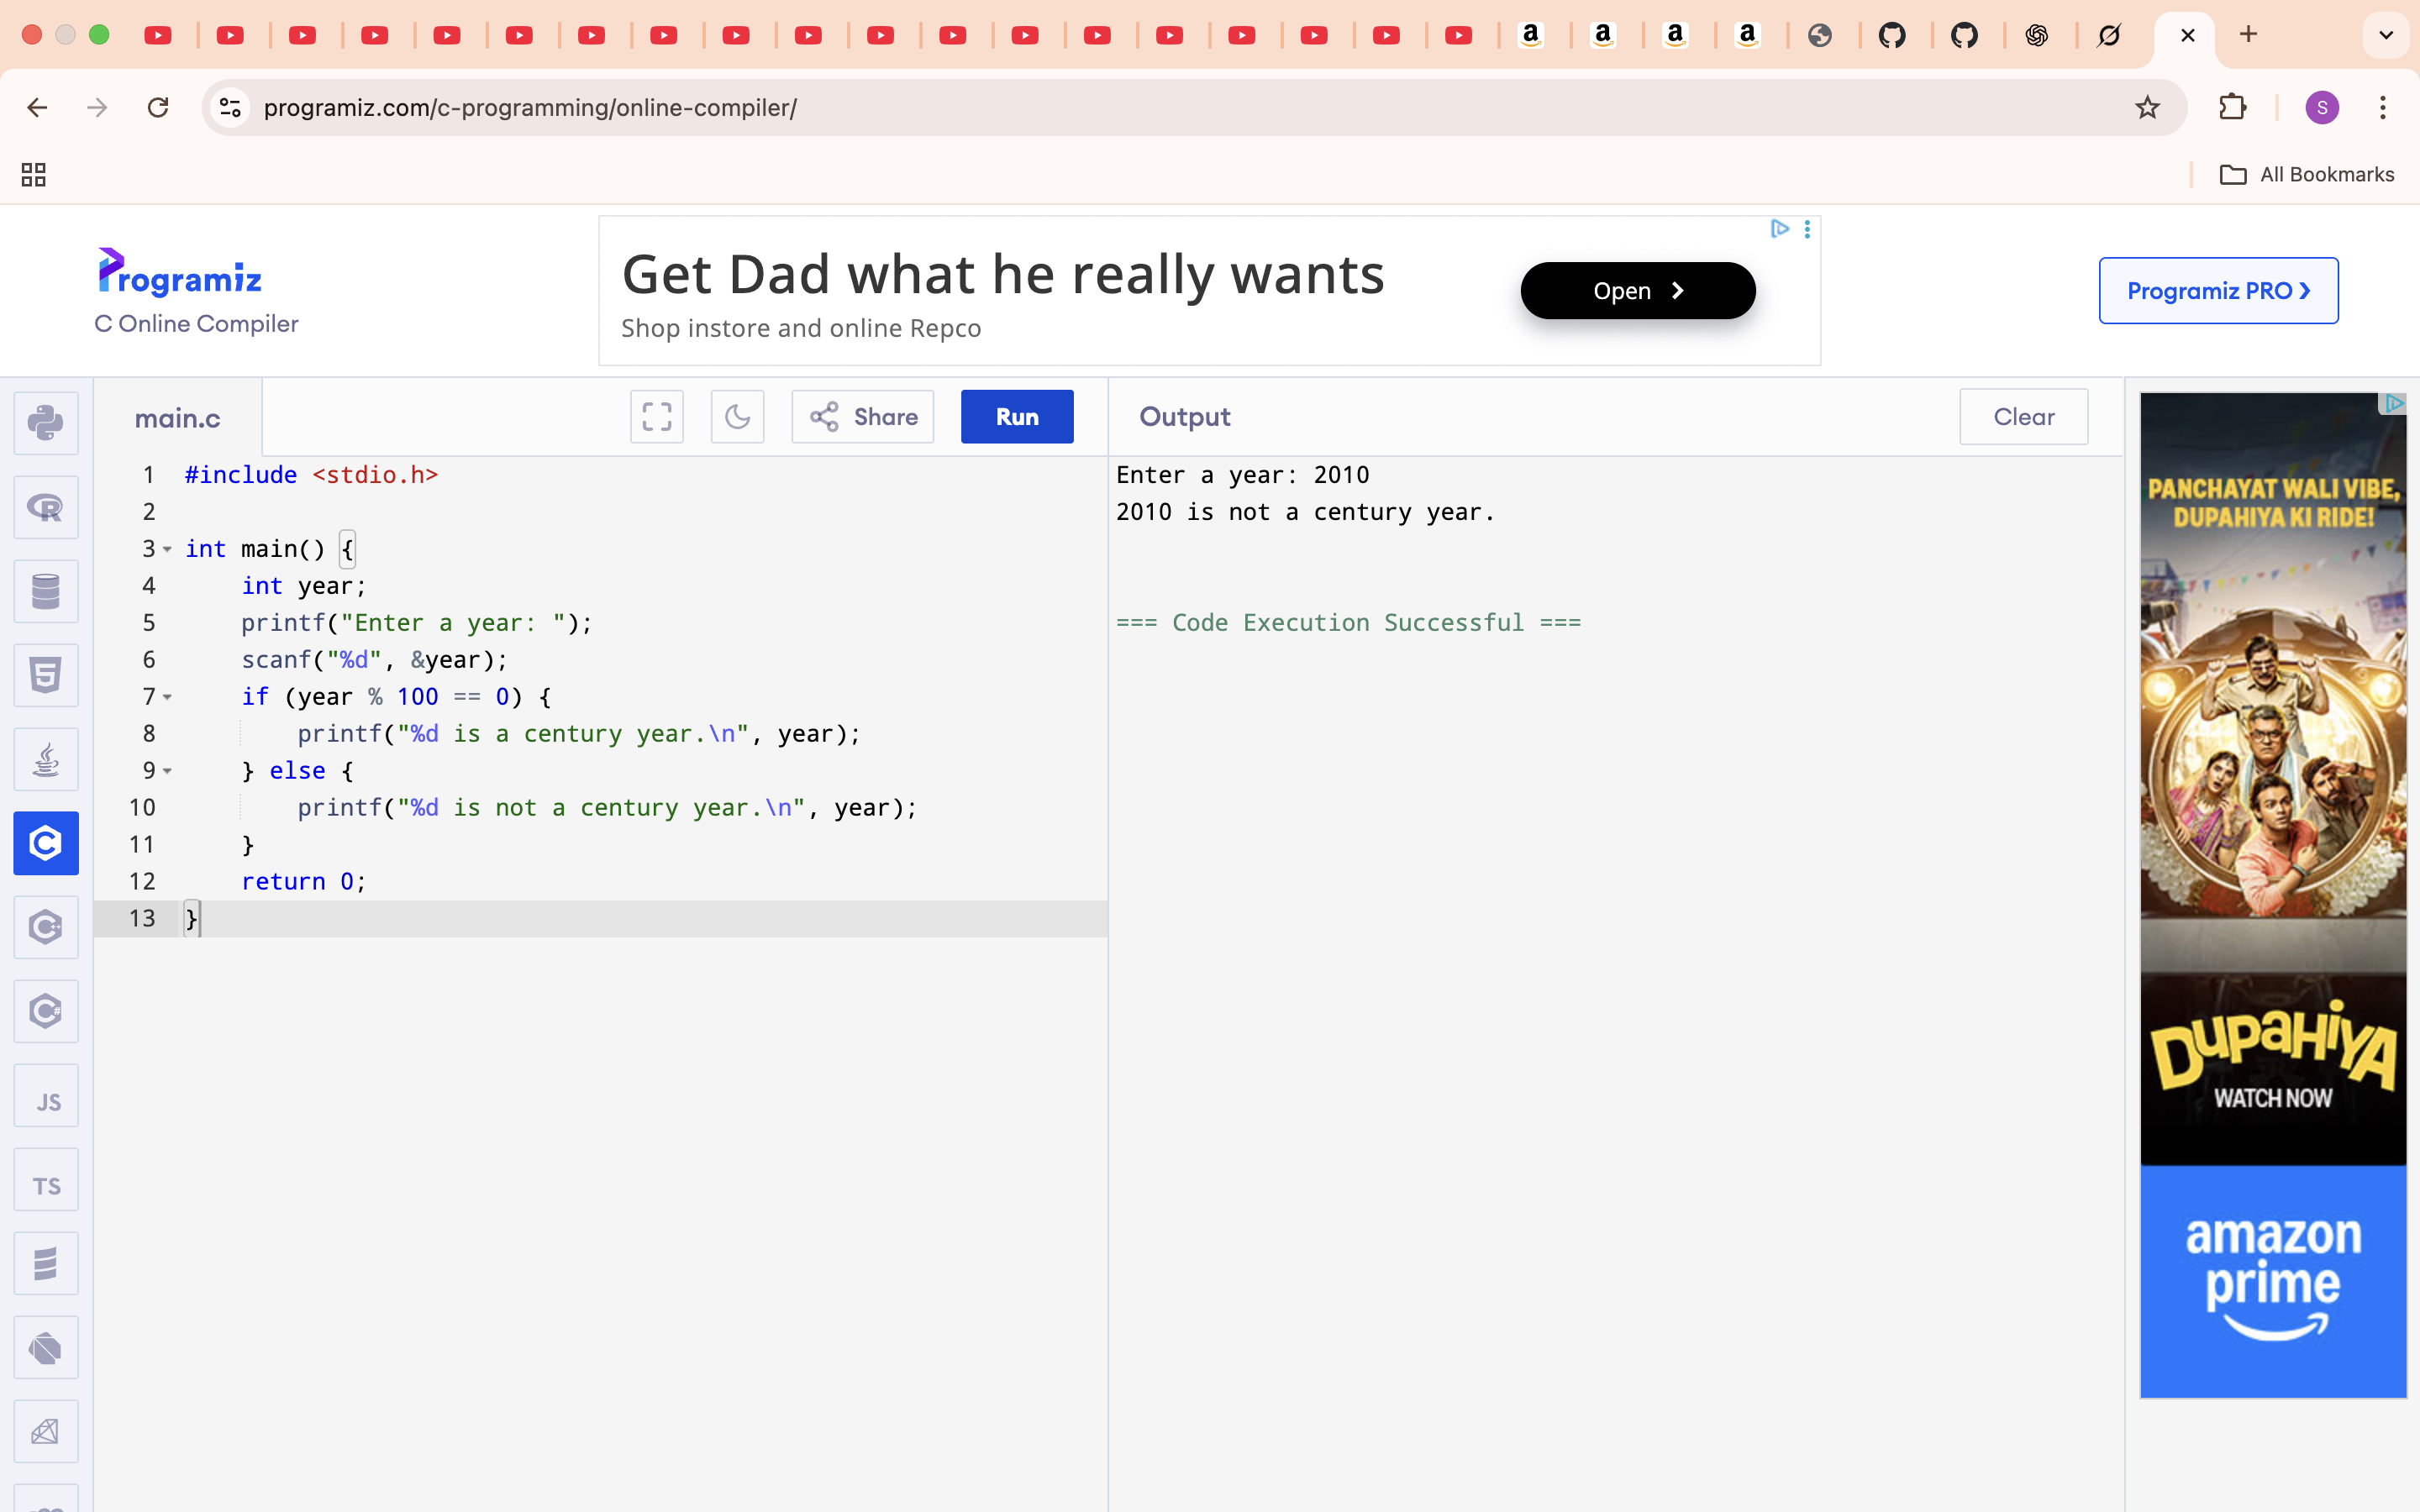 programiz.com/c-programming/online-compiler/
S
All Bookmarks
Programiz
C Online Compiler
Get Dad what he really wants
Shop instore and online Repco
Open
Programiz PRO ❯
main.c
Share
Run
Output
Clear
1 #include <stdio.h>
2
3 int main() {
4     int year;
5     printf("Enter a year: ");
6     scanf("%d", &year);
7     if (year % 100 == 0) {
8         printf("%d is a century year.\n", year);
9     } else {
10         printf("%d is not a century year.\n", year);
11     }
12     return 0;
13 }
Enter a year: 2010
2010 is not a century year.
=== Code Execution Successful ===
R
5
C
C++
C#
JS
TS
PANCHAYAT WALI VIBE,
DUPAHIYA KI RIDE!
DUPAHIYA
WATCH NOW
amazon
prime